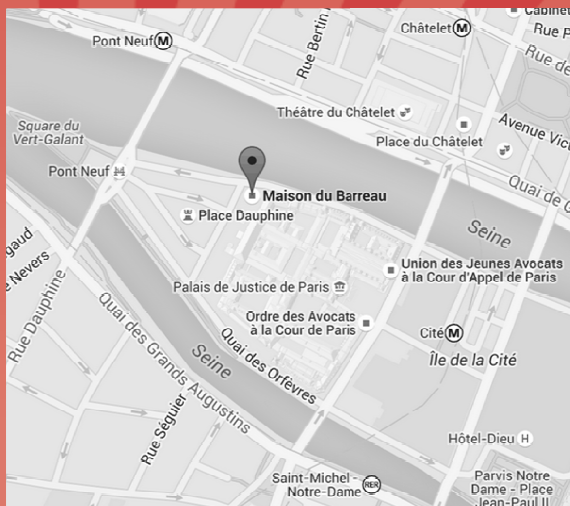 Cabinet
Pont Neuf M
Châtelet M
Rue P
Rue Bertin
Rue de
Square du
Vert-Galant
Théâtre du Châtelet
Place du Châtelet
Avenue Vic
Pont Neuf
Maison du Barreau
Quai de G
Place Dauphine
Seine
Nevers
Union des Jeunes Avocats
à la Cour d'Appel de Paris
Palais de Justice de Paris
Rue Dauphine
Ordre des Avocats
à la Cour de Paris
Cité M
Île de la Cité
Quai des Grands Augustins
Seine
Quai des Orfèvres
Rue Séguier
Hôtel-Dieu H
Saint-Michel -
Notre-Dame RER
Parvis Notre
Dame - Place
Jean-Paul II